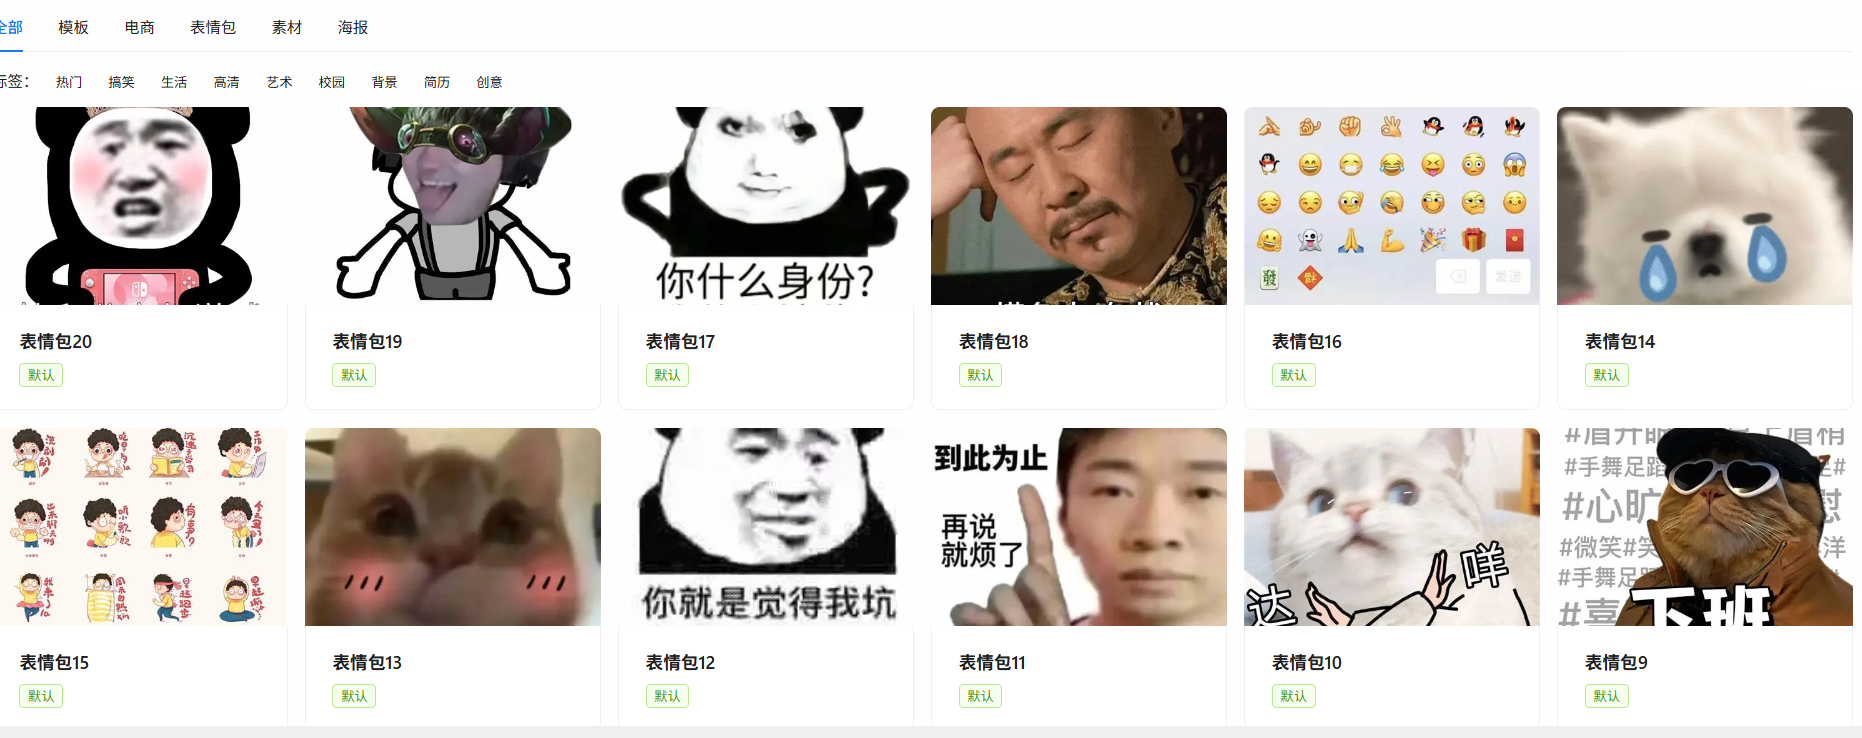 全部 模板 电商 表情包 素材 海报
标签： 热门 搞笑 生活 高清 艺术 校园 背景 简历 创意
你什么身份?
發
发送
表情包20
默认
表情包19
默认
表情包17
默认
表情包18
默认
表情包16
默认
表情包14
默认
你就是觉得我坑
到此为止
再说
就烦了
达
咩
#手舞足蹈
#心旷
慰
#微笑#笑
洋
#手舞足
#喜
下班
表情包15
默认
表情包13
默认
表情包12
默认
表情包11
默认
表情包10
默认
表情包9
默认